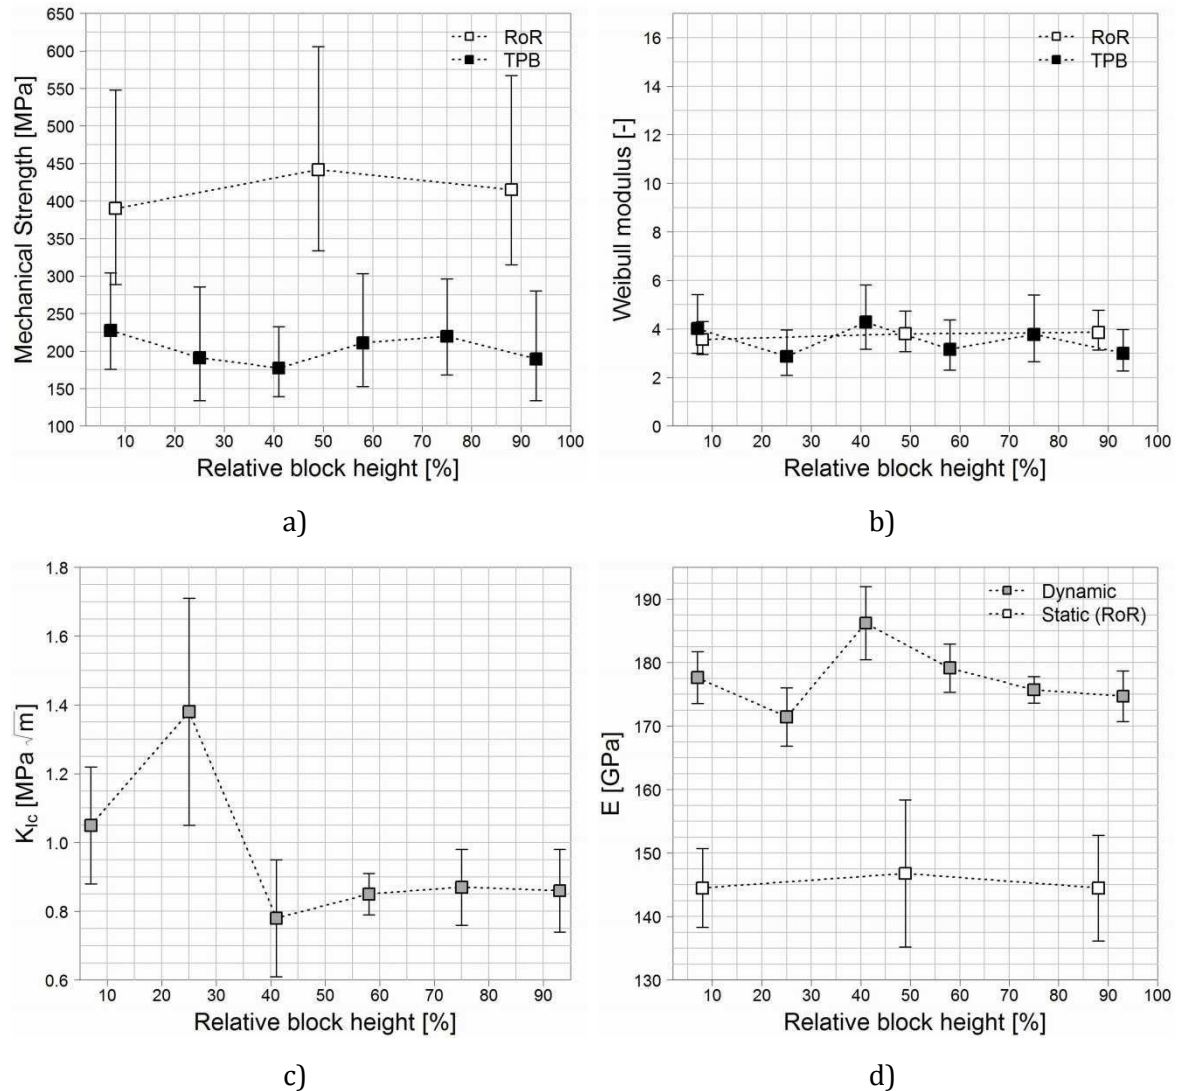 650
600
550
500
450
400
350
300
250
200
150
100
Mechanical Strength [MPa]
RoR
TPB
10 20 30 40 50 60 70 80 90 100
Relative block height [%]
a)
16
14
12
10
8
6
4
2
0
Weibull modulus [-]
RoR
TPB
10 20 30 40 50 60 70 80 90 100
Relative block height [%]
b)
1.8
1.6
1.4
1.2
1.0
0.8
0.6
K_Ic [MPa √m]
10 20 30 40 50 60 70 80 90
Relative block height [%]
c)
190
180
170
160
150
140
130
E [GPa]
Dynamic
Static (RoR)
10 20 30 40 50 60 70 80 90 100
Relative block height [%]
d)